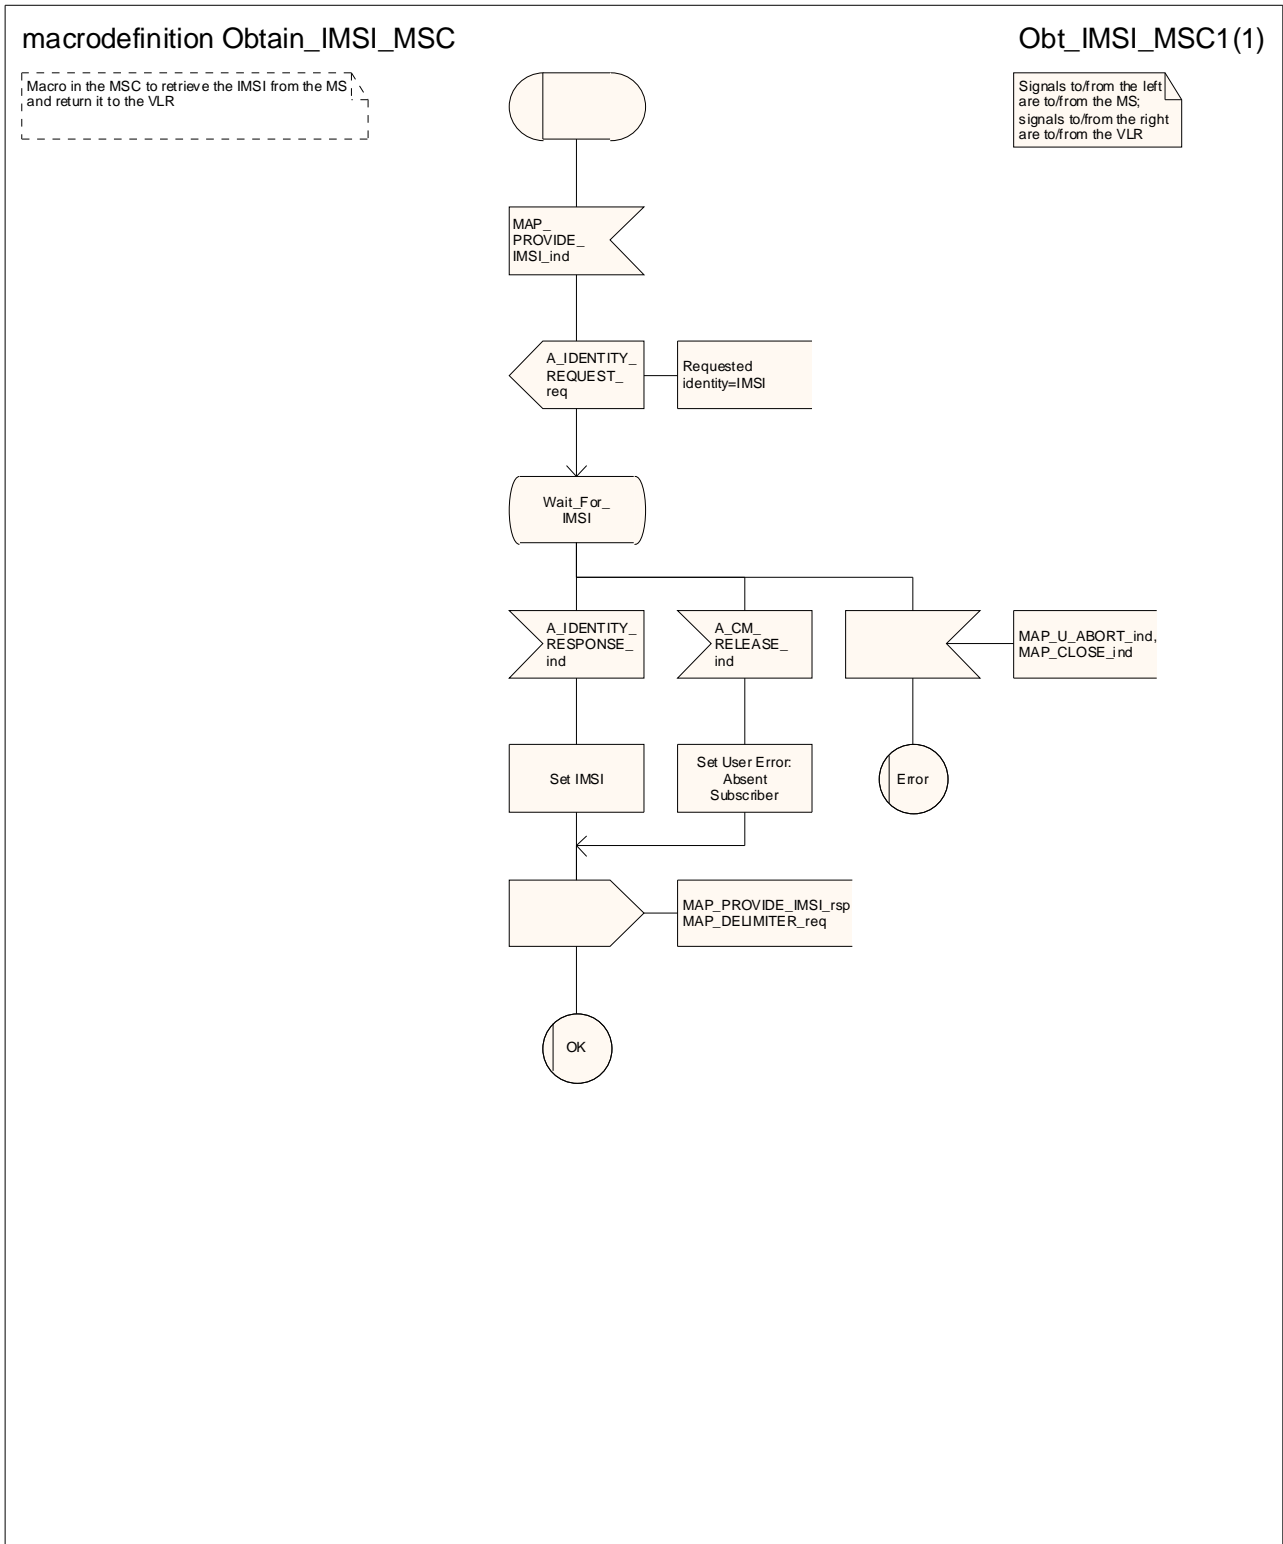 macrodefinition Obtain_IMSI_MSC
Obt_IMSI_MSC1(1)
Macro in the MSC to retrieve the IMSI from the MS
and return it to the VLR
Signals to/from the left
are to/from the MS;
signals to/from the right
are to/from the VLR
MAP_
PROVIDE_
IMSI_ind
A_IDENTITY_
REQUEST_
req
Requested
identity=IMSI
Wait_For_
IMSI
A_IDENTITY_
RESPONSE_
ind
A_CM_
RELEASE_
ind
MAP_U_ABORT_ind,
MAP_CLOSE_ind
Set IMSI
Set User Error:
Absent
Subscriber
Error
MAP_PROVIDE_IMSI_rsp
MAP_DELIMITER_req
OK